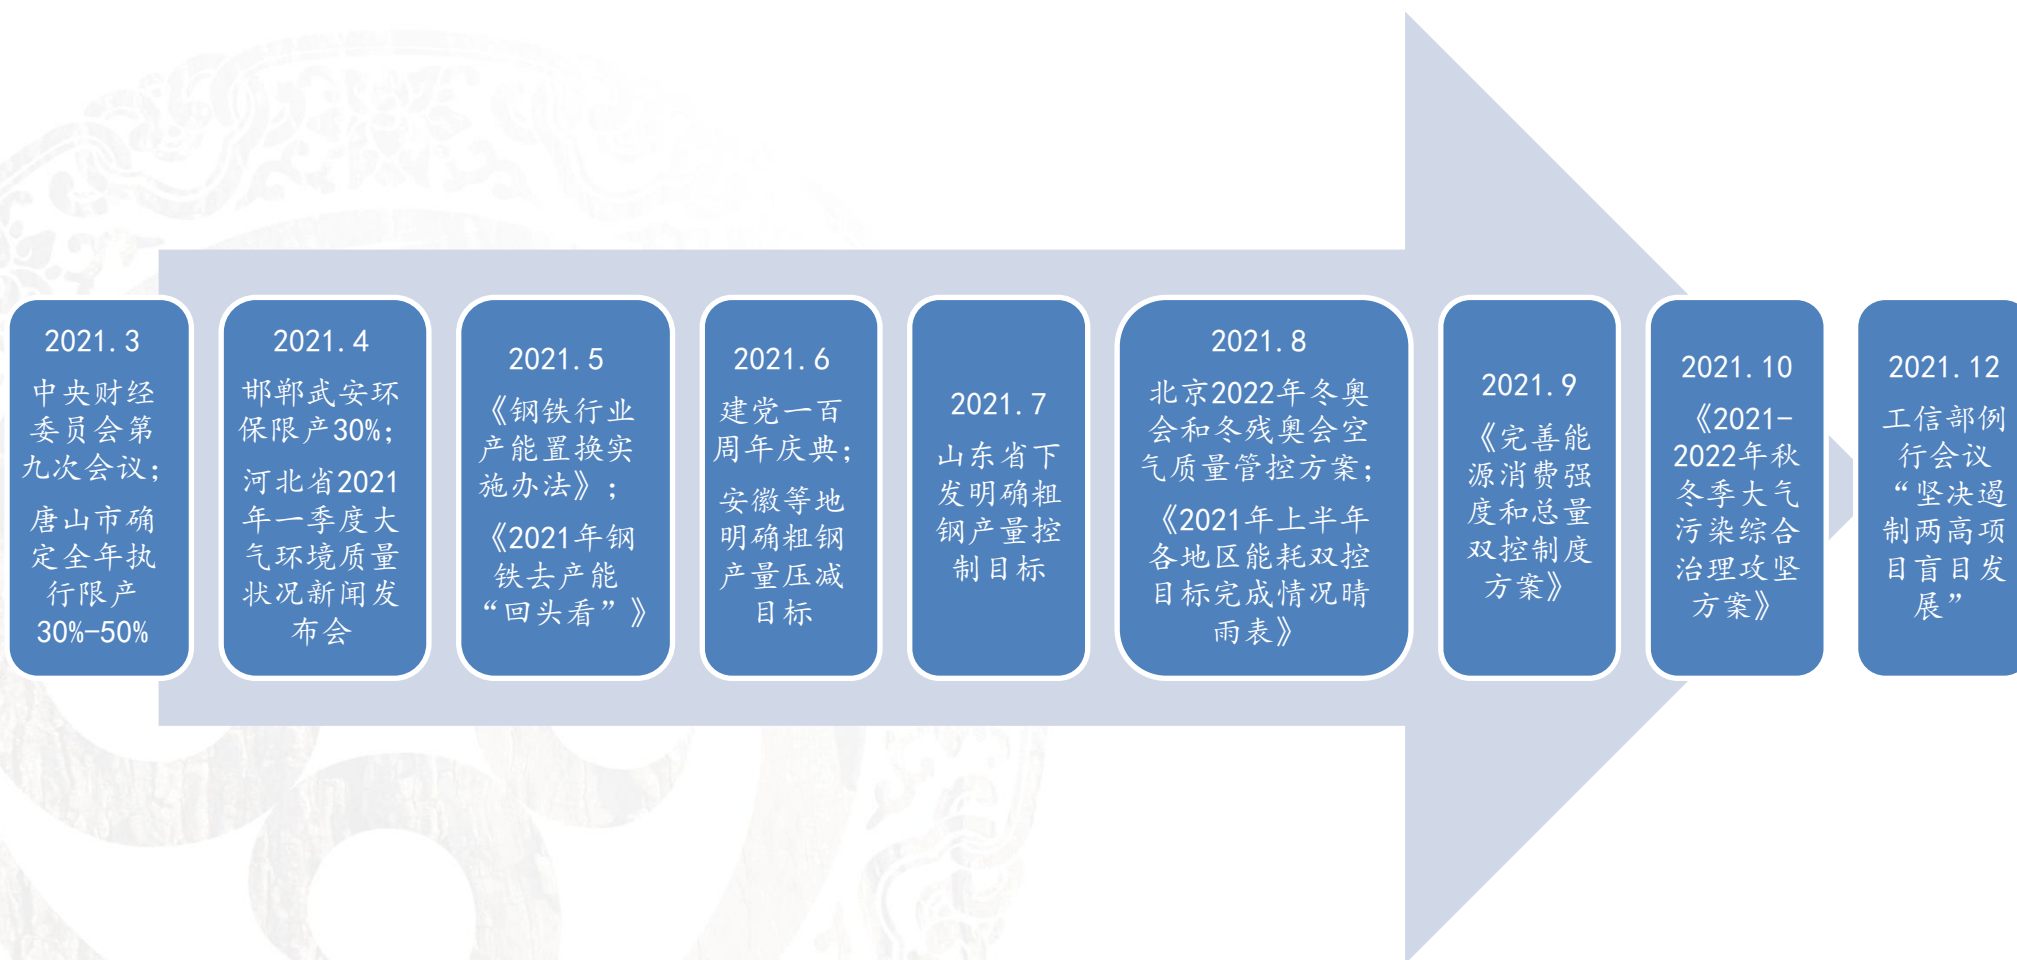 2021.3
中央财经
委员会第
九次会议；
唐山市确
定全年执
行限产
30%-50%
2021.4
邯郸武安环
保限产30%；
河北省2021
年一季度大
气环境质量
状况新闻发
布会
2021.5
《钢铁行业
产能置换实
施办法》；
《2021年钢
铁去产能
“回头看”》
2021.6
建党一百
周年庆典；
安徽等地
明确粗钢
产量压减
目标
2021.7
山东省下
发明确粗
钢产量控
制目标
2021.8
北京2022年冬奥
会和冬残奥会空
气质量管控方案；
《2021年上半年
各地区能耗双控
目标完成情况晴
雨表》
2021.9
《完善能
源消费强
度和总量
双控制度
方案》
2021.10
《2021-
2022年秋
冬季大气
污染综合
治理攻坚
方案》
2021.12
工信部例
行会议
“坚决遏
制两高项
目盲目发
展”